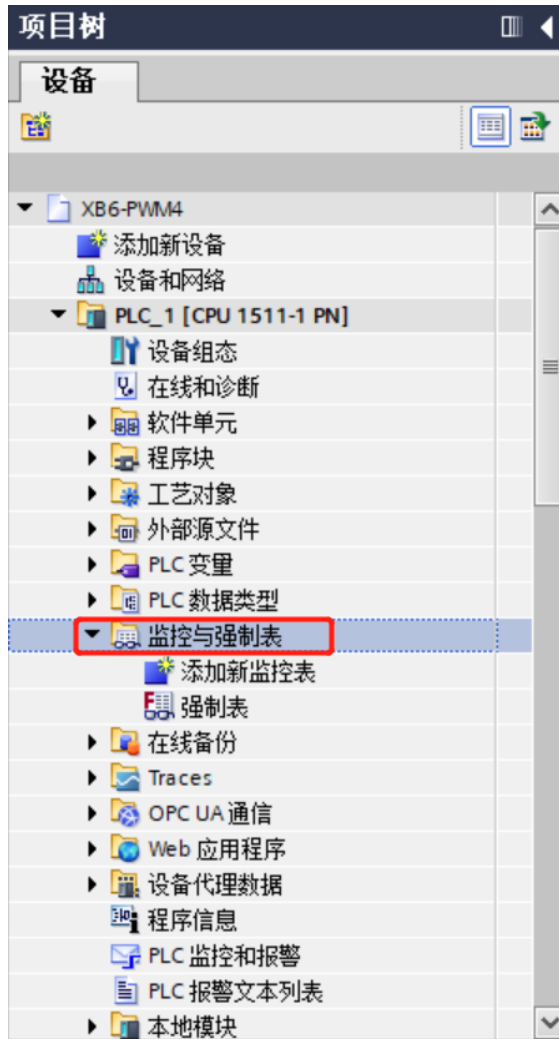 项目树
设备
XB6-PWM4
添加新设备
设备和网络
PLC_1 [CPU 1511-1 PN]
设备组态
在线和诊断
软件单元
程序块
工艺对象
外部源文件
PLC 变量
PLC 数据类型
监控与强制表
添加新监控表
强制表
在线备份
Traces
OPC UA 通信
Web 应用程序
设备代理数据
程序信息
PLC 监控和报警
PLC 报警文本列表
本地模块